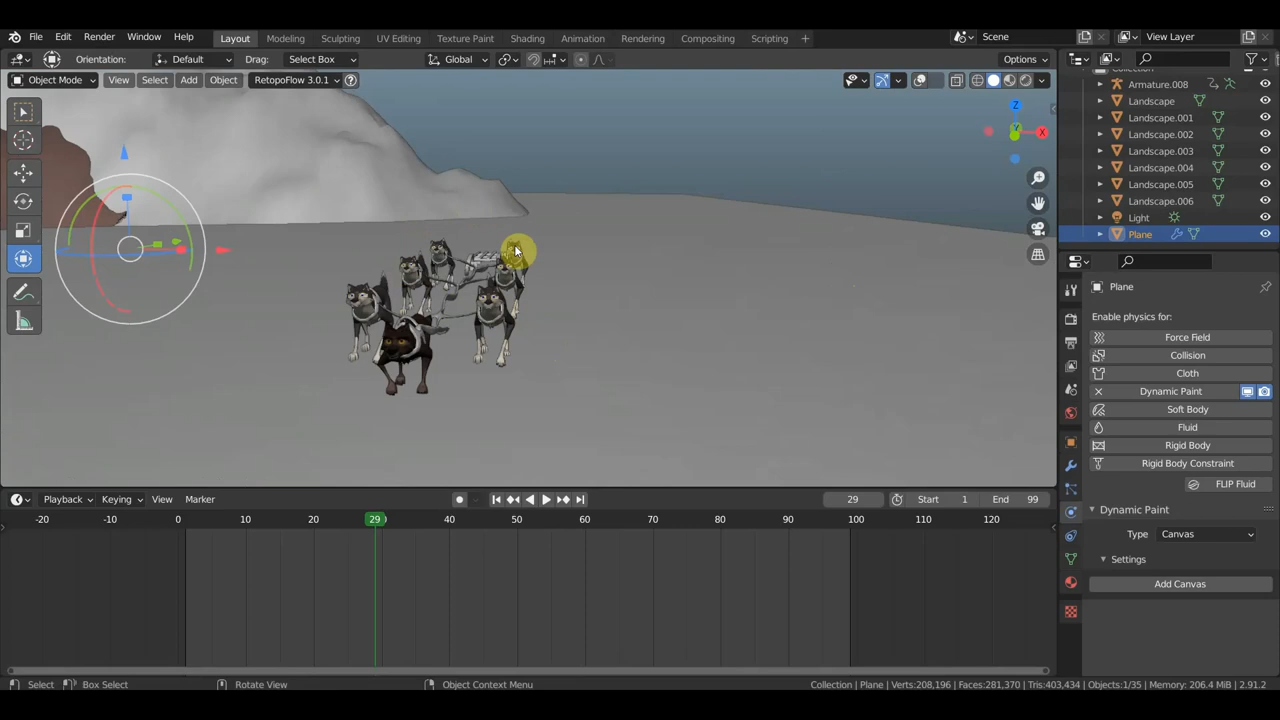 File Edit Render Window Help Layout Modeling Sculpting UV Editing Texture Paint Shading Animation Rendering Compositing Scripting + Scene View Layer
Orientation: Default Drag: Select Box Global Options
Object Mode View Select Add Object RetopoFlow 3.0.1
Collection
Armature.008
Landscape
Landscape.001
Landscape.002
Landscape.003
Landscape.004
Landscape.005
Landscape.006
Light
Plane
Z
Y
X
Plane
Enable physics for:
Force Field
Collision
Cloth
Dynamic Paint
Soft Body
Fluid
Rigid Body
Rigid Body Constraint
FLIP Fluid
Dynamic Paint
Type Canvas
Settings
Add Canvas
Playback Keying View Marker 29 Start 1 End 99
-20 -10 0 10 20 29 40 50 60 70 80 90 100 110 120
Select Box Select Rotate View Object Context Menu Collection | Plane | Verts:208,196 | Faces:281,370 | Tris:403,434 | Objects:1/35 | Memory: 206.4 MiB | 2.91.2